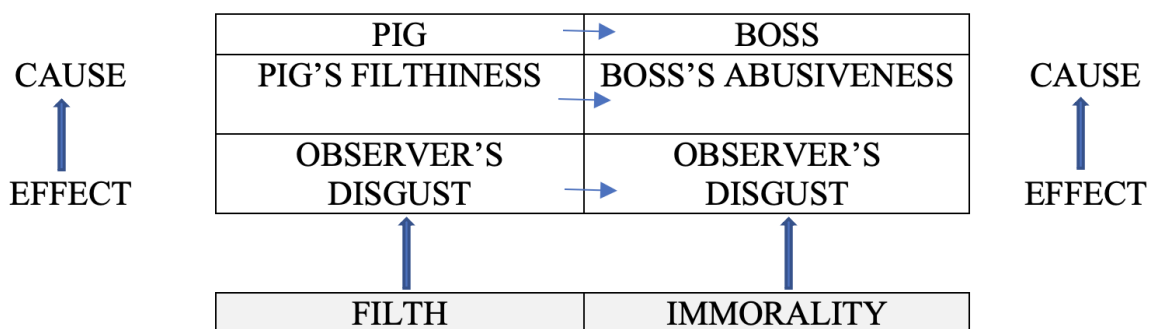 PIG BOSS
CAUSE PIG’S FILTHINESS BOSS’S ABUSIVENESS CAUSE
OBSERVER’S OBSERVER’S
EFFECT DISGUST DISGUST EFFECT
FILTH IMMORALITY